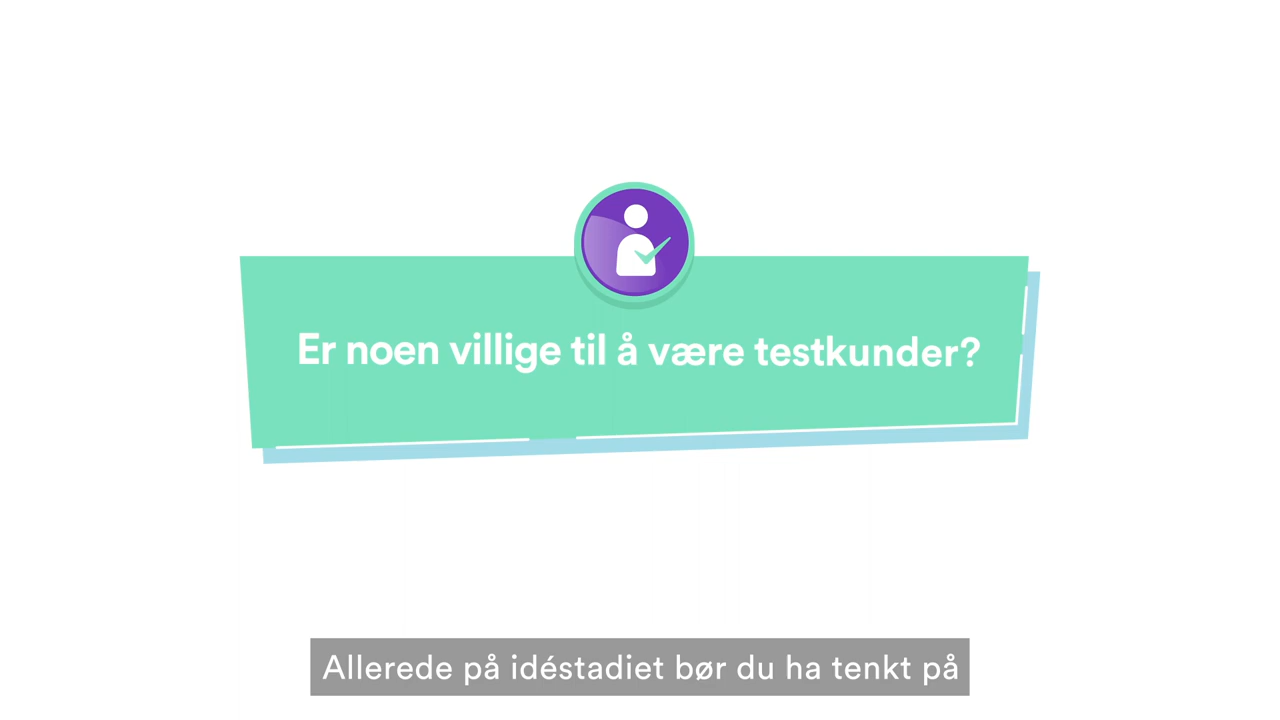 Er noen villige til å være testkunder?
Allerede på idéstadiet bør du ha tenkt på